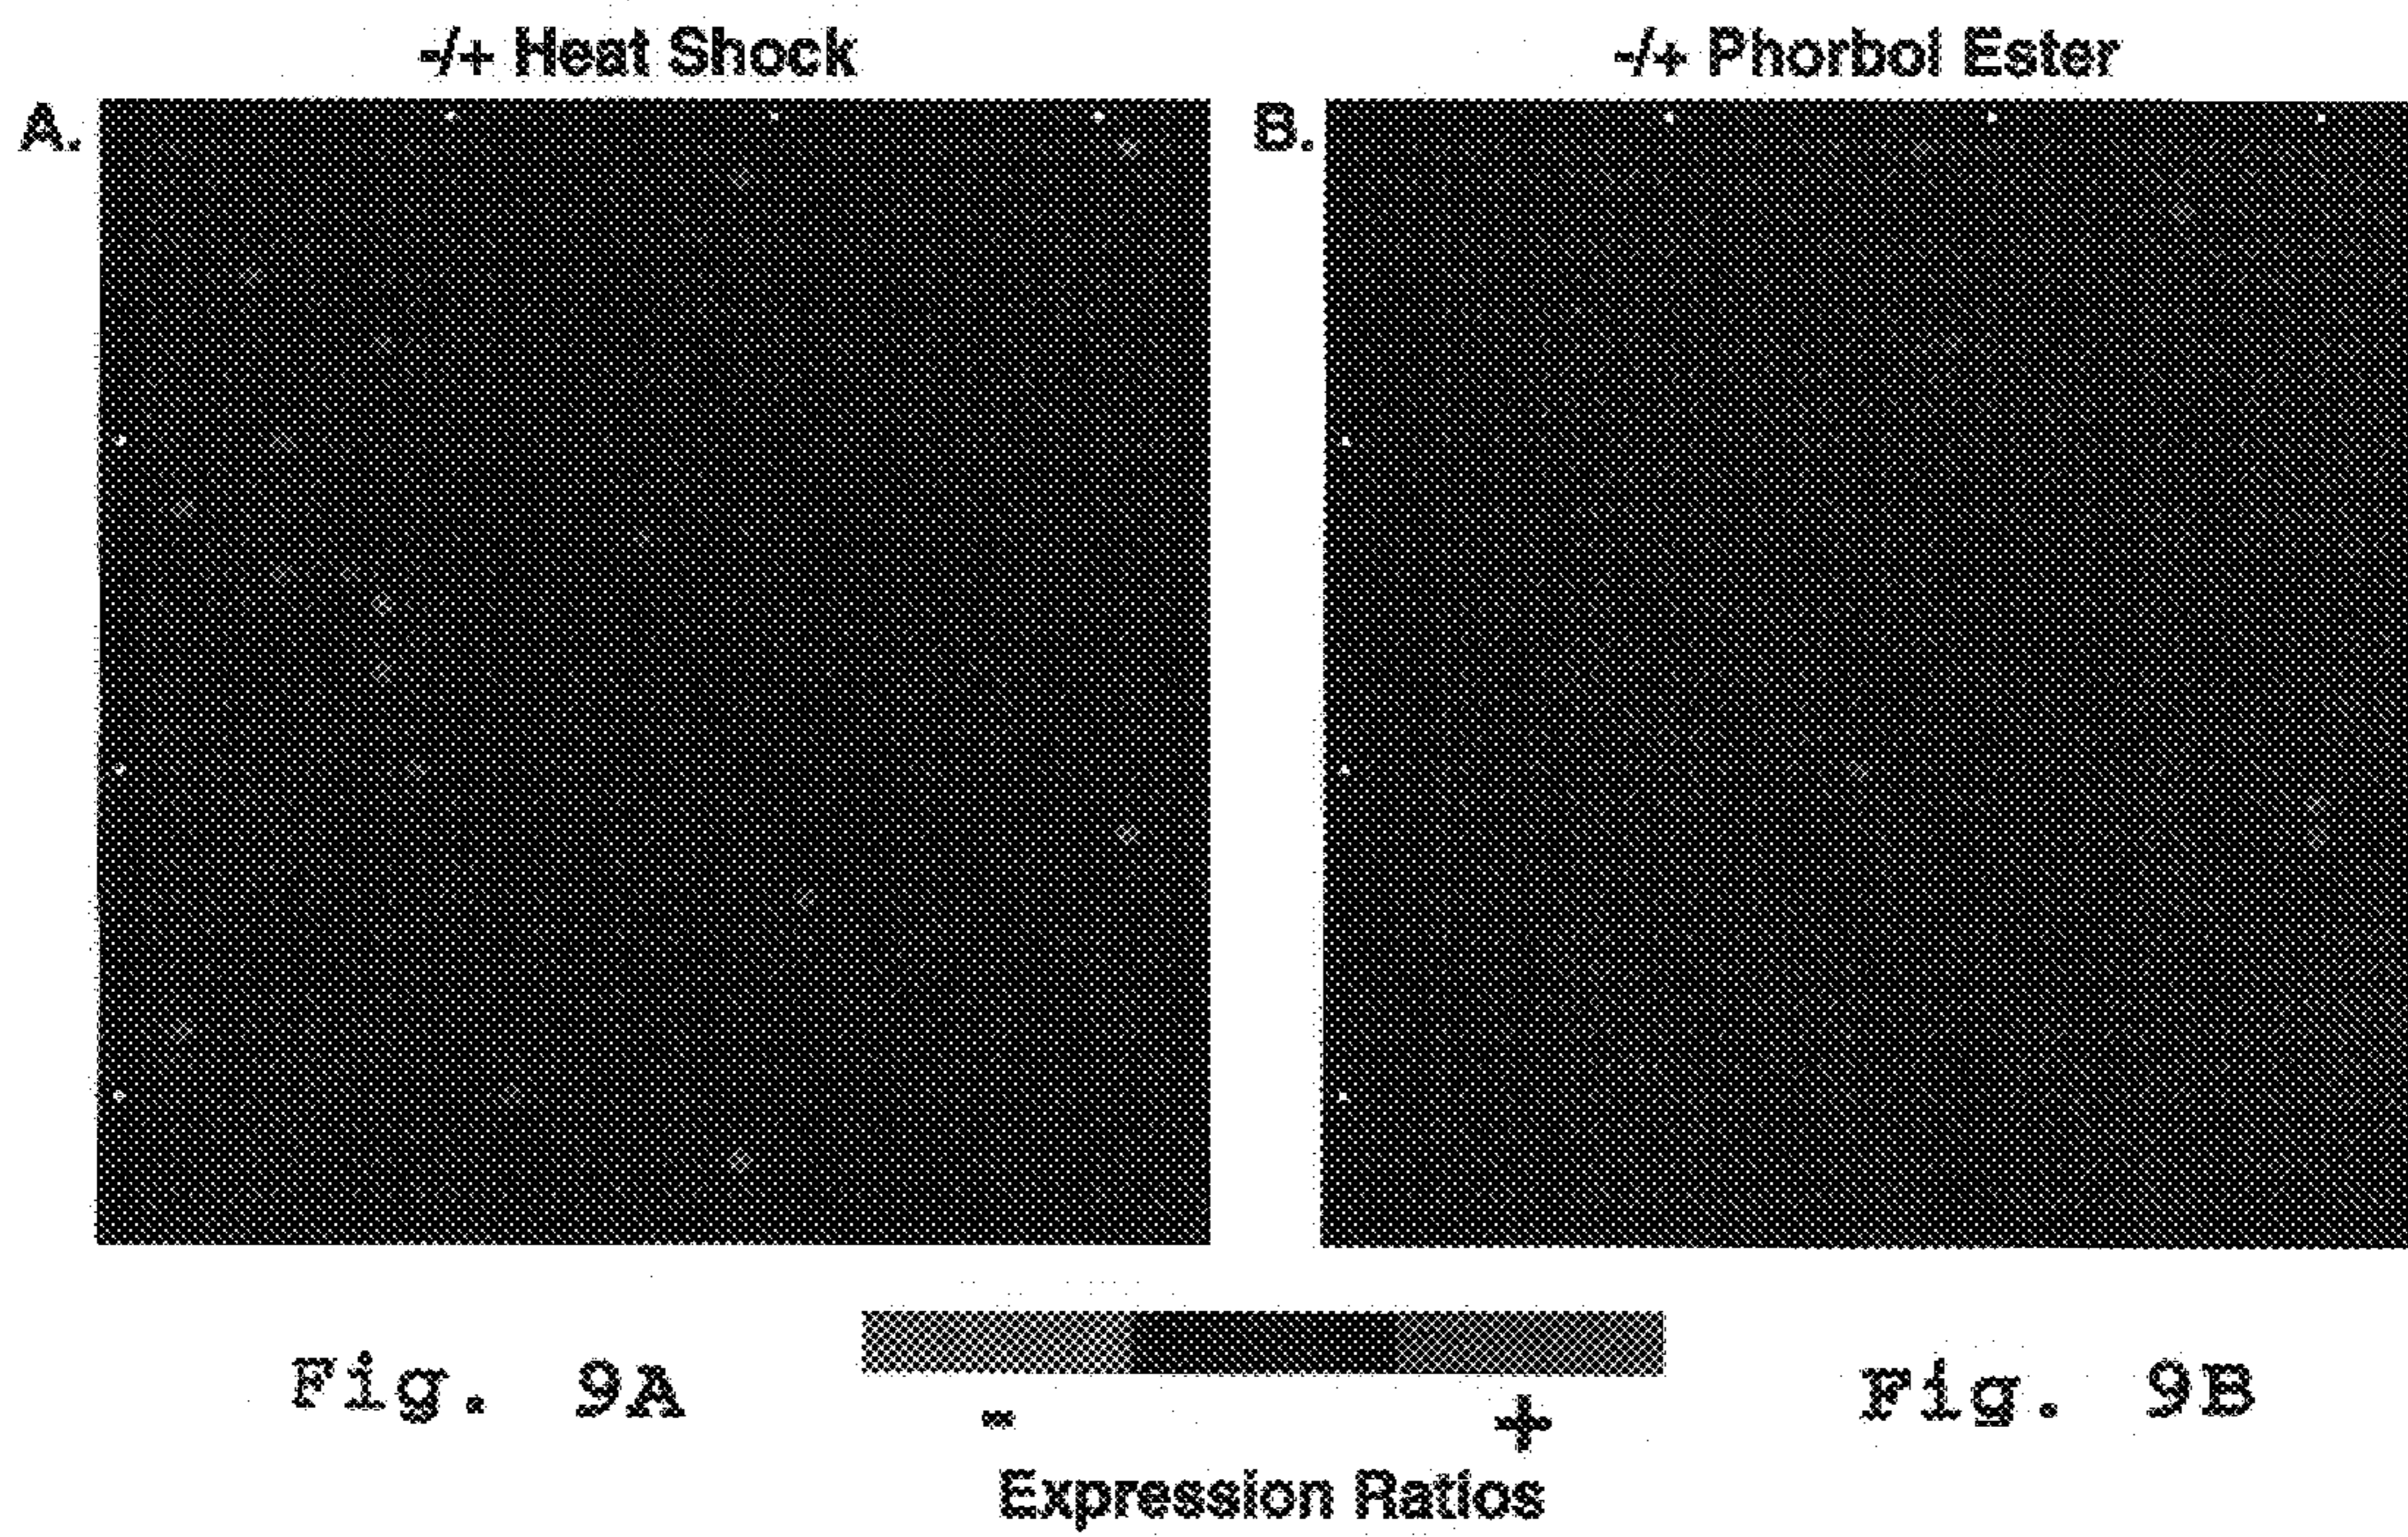 -/+ Heat Shock
-/+ Phorbol Ester
A.
B.
Fig. 9A
- +
Expression Ratios
Fig. 9B